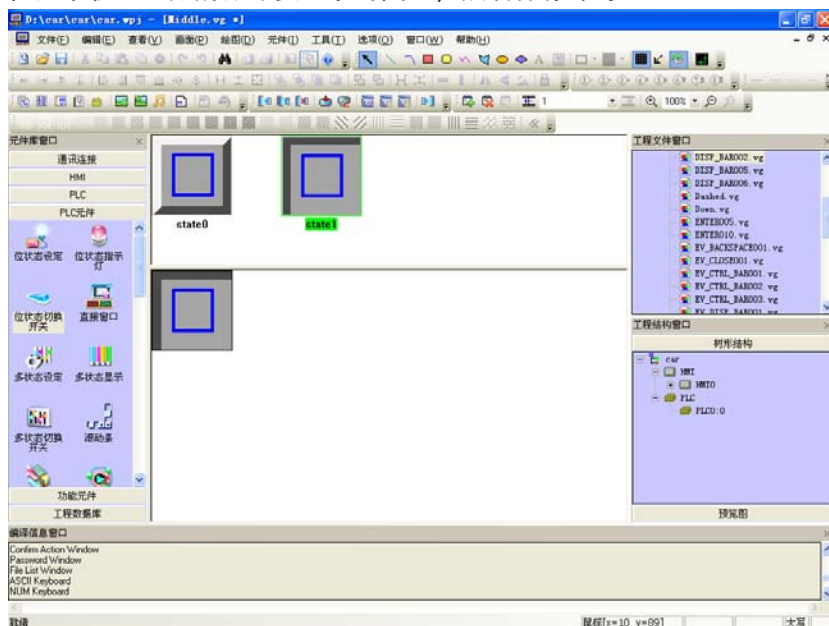 D:\car\car\car.wpj - [Middle.vg *]
文件(F) 编辑(E) 查看(V) 画面(P) 绘图(D) 元件(I) 工具(T) 选项(O) 窗口(W) 帮助(H)
1
100%
元件库窗口
通讯连接
HMI
PLC
PLC元件
位状态设定
位状态指示灯
位状态切换开关
直接窗口
多状态设定
多状态显示
多状态切换开关
滚动条
功能元件
工程数据库
state0
state1
工程文件窗口
DISP_BAR002.vg
DISP_BAR005.vg
DISP_BAR006.vg
Dashed.vg
Down.vg
ENTER005.vg
ENTER010.vg
EV_BACKSPACE001.vg
EV_CLOSE001.vg
EV_CTRL_BAR001.vg
EV_CTRL_BAR002.vg
EV_CTRL_BAR003.vg
EV_DISP_BAR001.vg
工程结构窗口
树形结构
car
HMI
HMI0
PLC
PLC0:0
预览图
编译信息窗口
Confirm Action Window
Password Window
File List Window
ASCII Keyboard
NUM Keyboard
就绪
鼠标[x=10 y=89]
大写